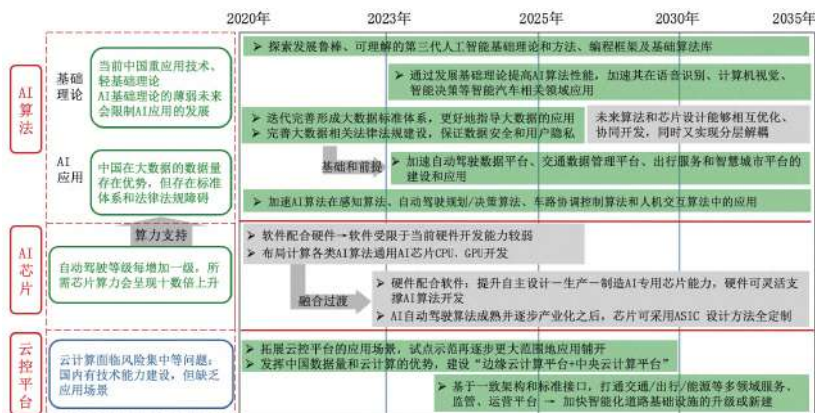 2020年 2023年 2025年 2030年 2035年
AI算法
基础理论
当前中国重应用技术、
轻基础理论
AI基础理论的薄弱未来
会限制AI应用的发展
➢ 探索发展鲁棒、可理解的第三代人工智能基础理论和方法、编程框架及基础算法库
➢ 通过发展基础理论提高AI算法性能，加速其在语音识别、计算机视觉、
智能决策等智能汽车相关领域应用
AI应用
中国在大数据的数据量
存在优势，但存在标准
体系和法律法规障碍
➢ 迭代完善形成大数据标准体系，更好地指导大数据的应用
➢ 完善大数据相关法律法规建设，保证数据安全和用户隐私
未来算法和芯片设计能够相互优化、
协同开发，同时又实现分层解耦
基础和前提
➢ 加速自动驾驶数据平台、交通数据管理平台、出行服务和智慧城市平台的
建设和应用
➢ 加速AI算法在感知算法、自动驾驶规划/决策算法、车路协调控制算法和人机交互算法中的应用
算力支持
AI芯片
自动驾驶等级每增加一级，所
需芯片算力会呈现十数倍上升
➢ 软件配合硬件→软件受限于当前硬件开发能力较弱
➢ 布局计算各类AI算法通用AI芯片CPU、GPU开发
融合过渡
➢ 硬件配合软件：提升自主设计－生产－制造AI专用芯片能力，硬件可灵活支
撑AI算法开发
➢ AI自动驾驶算法成熟并逐步产业化之后，芯片可采用ASIC 设计方法全定制
云控平台
云计算面临风险集中等问题：
国内有技术能力建设，但缺乏
应用场景
➢ 拓展云控平台的应用场景，试点示范再逐步更大范围地应用铺开
➢ 发挥中国数据量和云计算的优势，建设“边缘云计算平台+中央云计算平台”
➢ 基于一致架构和标准接口，打通交通/出行/能源等多领域服务、
监管、运营平台 → 加快智能化道路基础设施的升级或新建